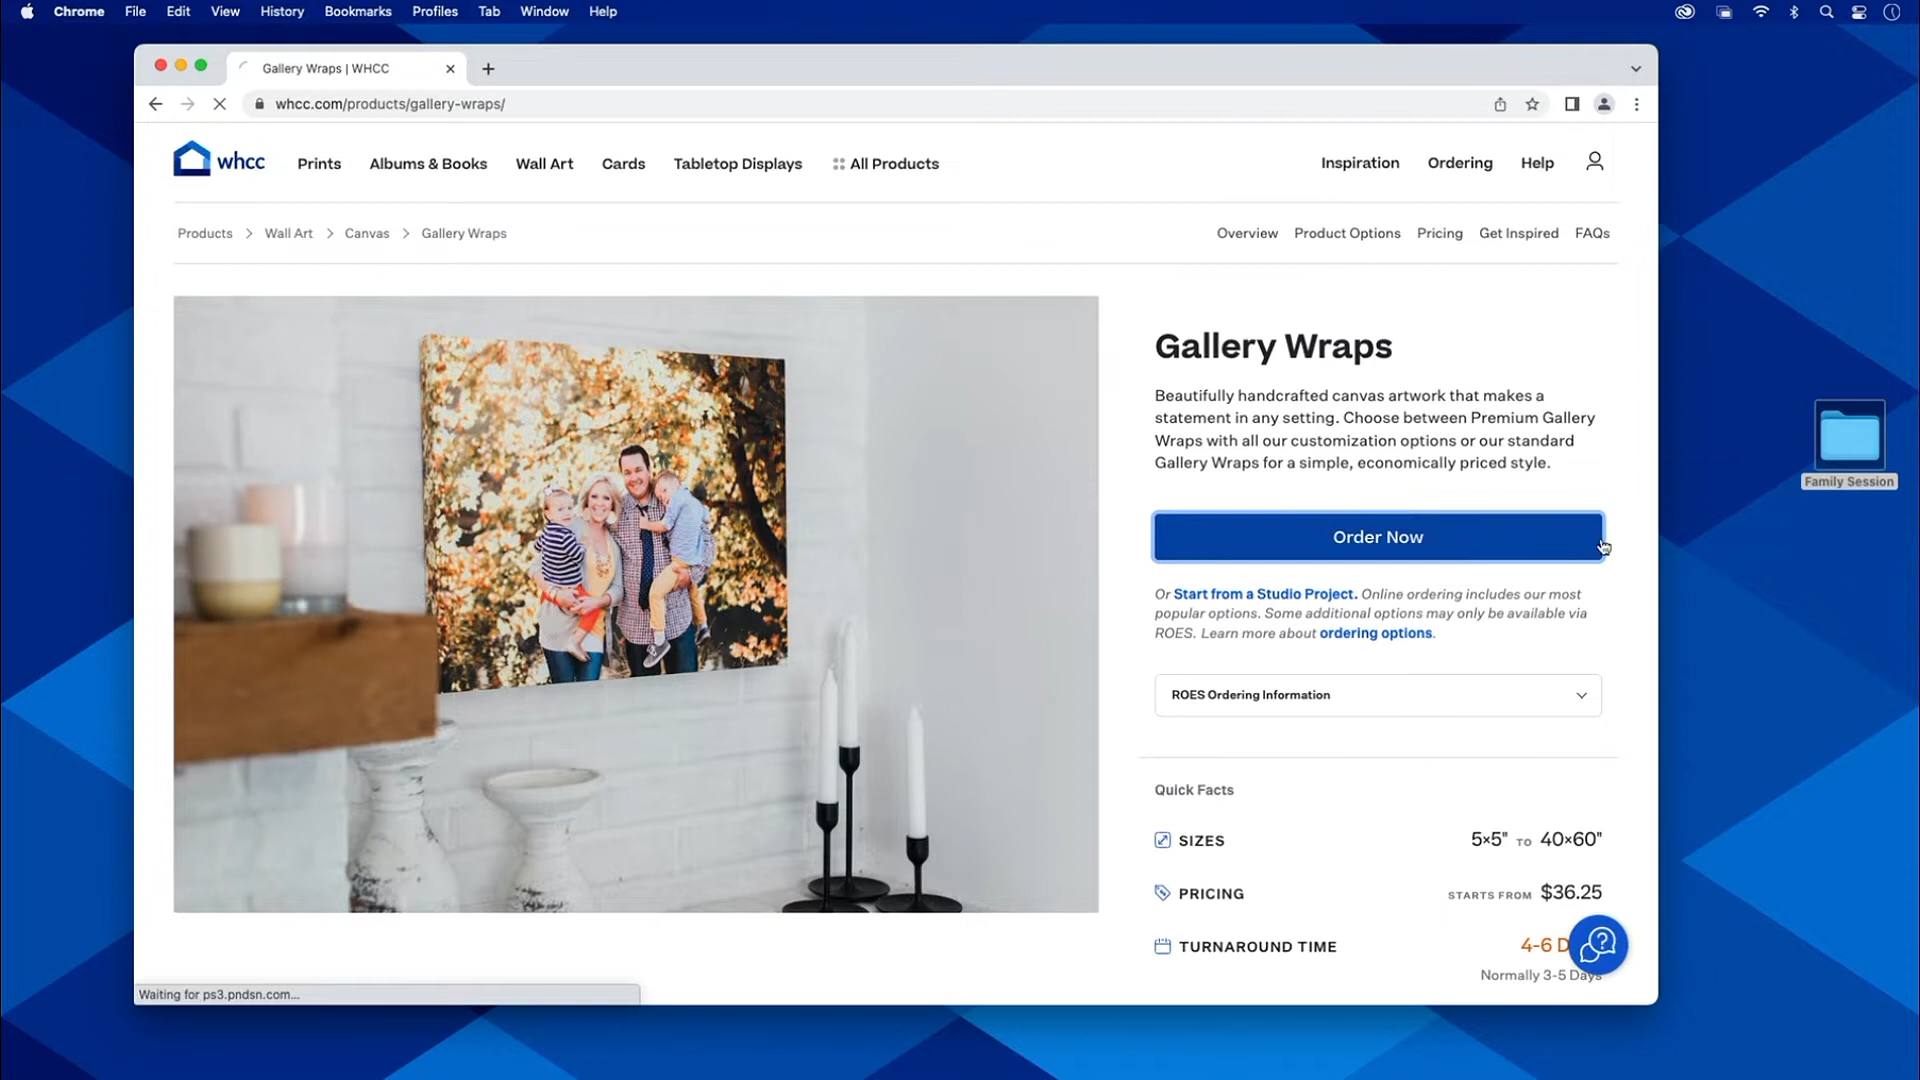 Chrome File Edit View History Bookmarks Profiles Tab Window Help
Gallery Wraps | WHCC
whcc.com/products/gallery-wraps/
whcc Prints Albums & Books Wall Art Cards Tabletop Displays All Products Inspiration Ordering Help
Products > Wall Art > Canvas > Gallery Wraps Overview Product Options Pricing Get Inspired FAQs
Gallery Wraps
Beautifully handcrafted canvas artwork that makes a
statement in any setting. Choose between Premium Gallery
Wraps with all our customization options or our standard
Gallery Wraps for a simple, economically priced style.
Family Session
Order Now
Or Start from a Studio Project. Online ordering includes our most
popular options. Some additional options may only be available via
ROES. Learn more about ordering options.
ROES Ordering Information
Quick Facts
SIZES 5×5" TO 40×60"
PRICING STARTS FROM $36.25
TURNAROUND TIME 4-6 D
Normally 3-5 Days
Waiting for ps3.pndsn.com...